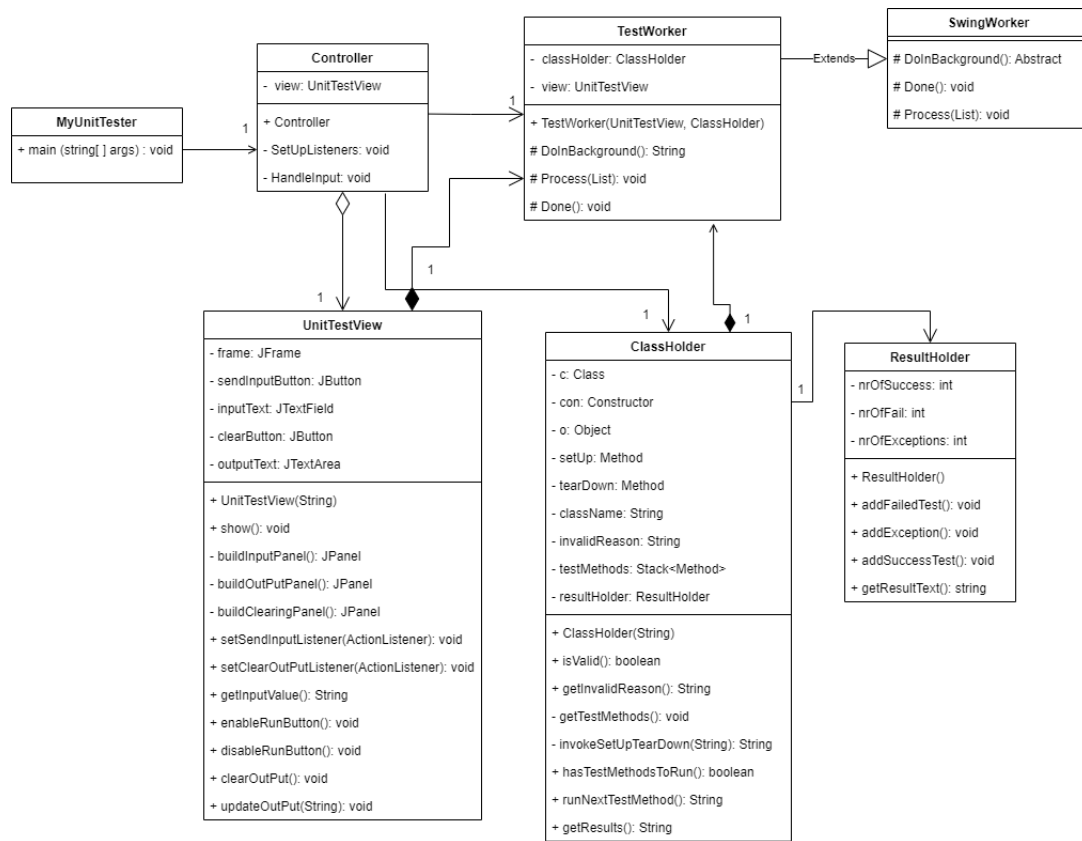 MyUnitTester
+ main (string[ ] args) : void
1
Controller
- view: UnitTestView
+ Controller
- SetUpListeners: void
- HandleInput: void
1
TestWorker
- classHolder: ClassHolder
- view: UnitTestView
+ TestWorker(UnitTestView, ClassHolder)
# DoInBackground(): String
# Process(List): void
# Done(): void
Extends
SwingWorker
# DoInBackground(): Abstract
# Done(): void
# Process(List): void
1
1
UnitTestView
- frame: JFrame
- sendInputButton: JButton
- inputText: JTextField
- clearButton: JButton
- outputText: JTextArea
+ UnitTestView(String)
+ show(): void
- buildInputPanel(): JPanel
- buildOutPutPanel(): JPanel
- buildClearingPanel(): JPanel
+ setSendInputListener(ActionListener): void
+ setClearOutPutListener(ActionListener): void
+ getInputValue(): String
+ enableRunButton(): void
+ disableRunButton(): void
+ clearOutPut(): void
+ updateOutPut(String): void
1
1
ClassHolder
- c: Class
- con: Constructor
- o: Object
- setUp: Method
- tearDown: Method
- className: String
- invalidReason: String
- testMethods: Stack<Method>
- resultHolder: ResultHolder
+ ClassHolder(String)
+ isValid(): boolean
+ getInvalidReason(): String
- getTestMethods(): void
- invokeSetUpTearDown(String): String
+ hasTestMethodsToRun(): boolean
+ runNextTestMethod(): String
+ getResults(): String
1
ResultHolder
- nrOfSuccess: int
- nrOfFail: int
- nrOfExceptions: int
+ ResultHolder()
+ addFailedTest(): void
+ addException(): void
+ addSuccessTest(): void
+ getResultText(): string